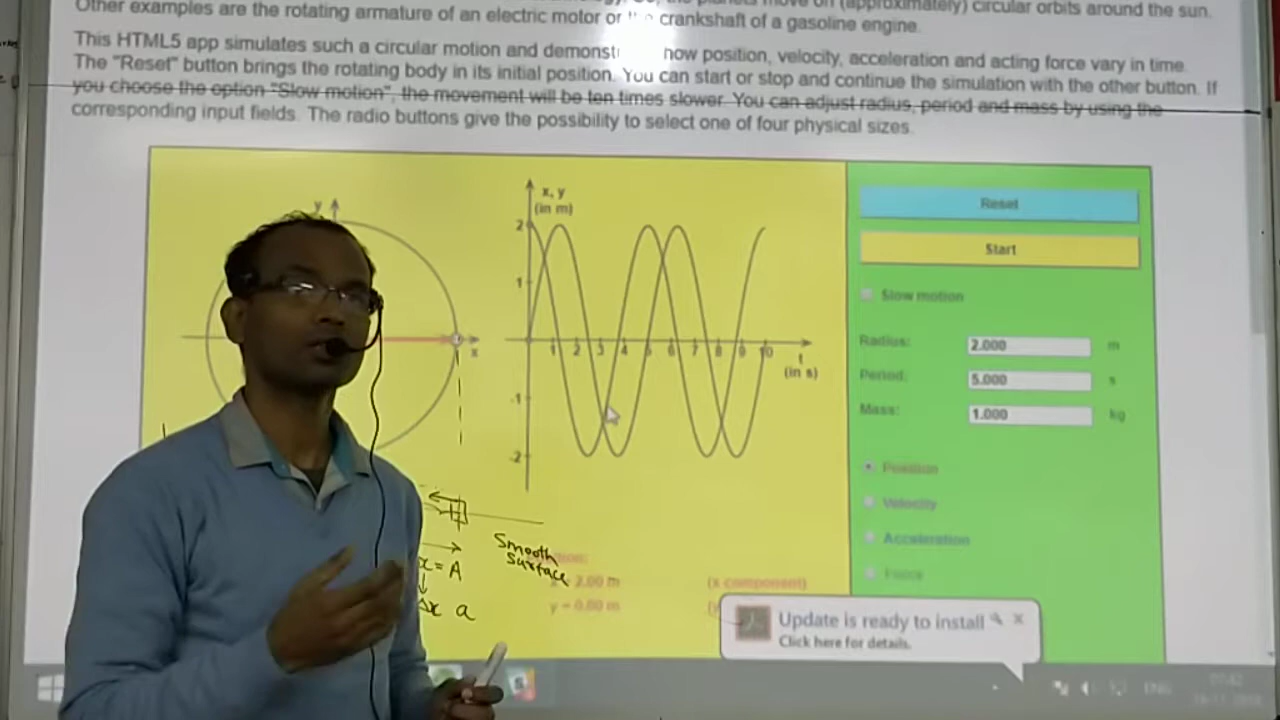 Other examples are the rotating armature of an electric motor or crankshaft of a gasoline engine.
This HTML5 app simulates such a circular motion and how position, velocity, acceleration and acting force vary in time.
The "Reset" button brings the rotating body in its initial position. You can start or stop and continue the simulation with the other button. If
you choose the option "Slow motion", the movement will be ten times slower. You can adjust radius, period and mass by using the
corresponding input fields. The radio buttons give the possibility to select one of four physical sizes.
y
x
x, y
(in m)
2
1
-1
-2
1 2 3 4 5 6 7 8 9 10
t
(in s)
Reset
Start
Slow motion
Radius: 2.000 m
Period: 5.000 s
Mass: 1.000 kg
Position
Velocity
Acceleration
Force
Smooth
surface
x = A
Δx a
2.00 m (x component)
y = 0.00 m
Update is ready to install
Click here for details.
ENG